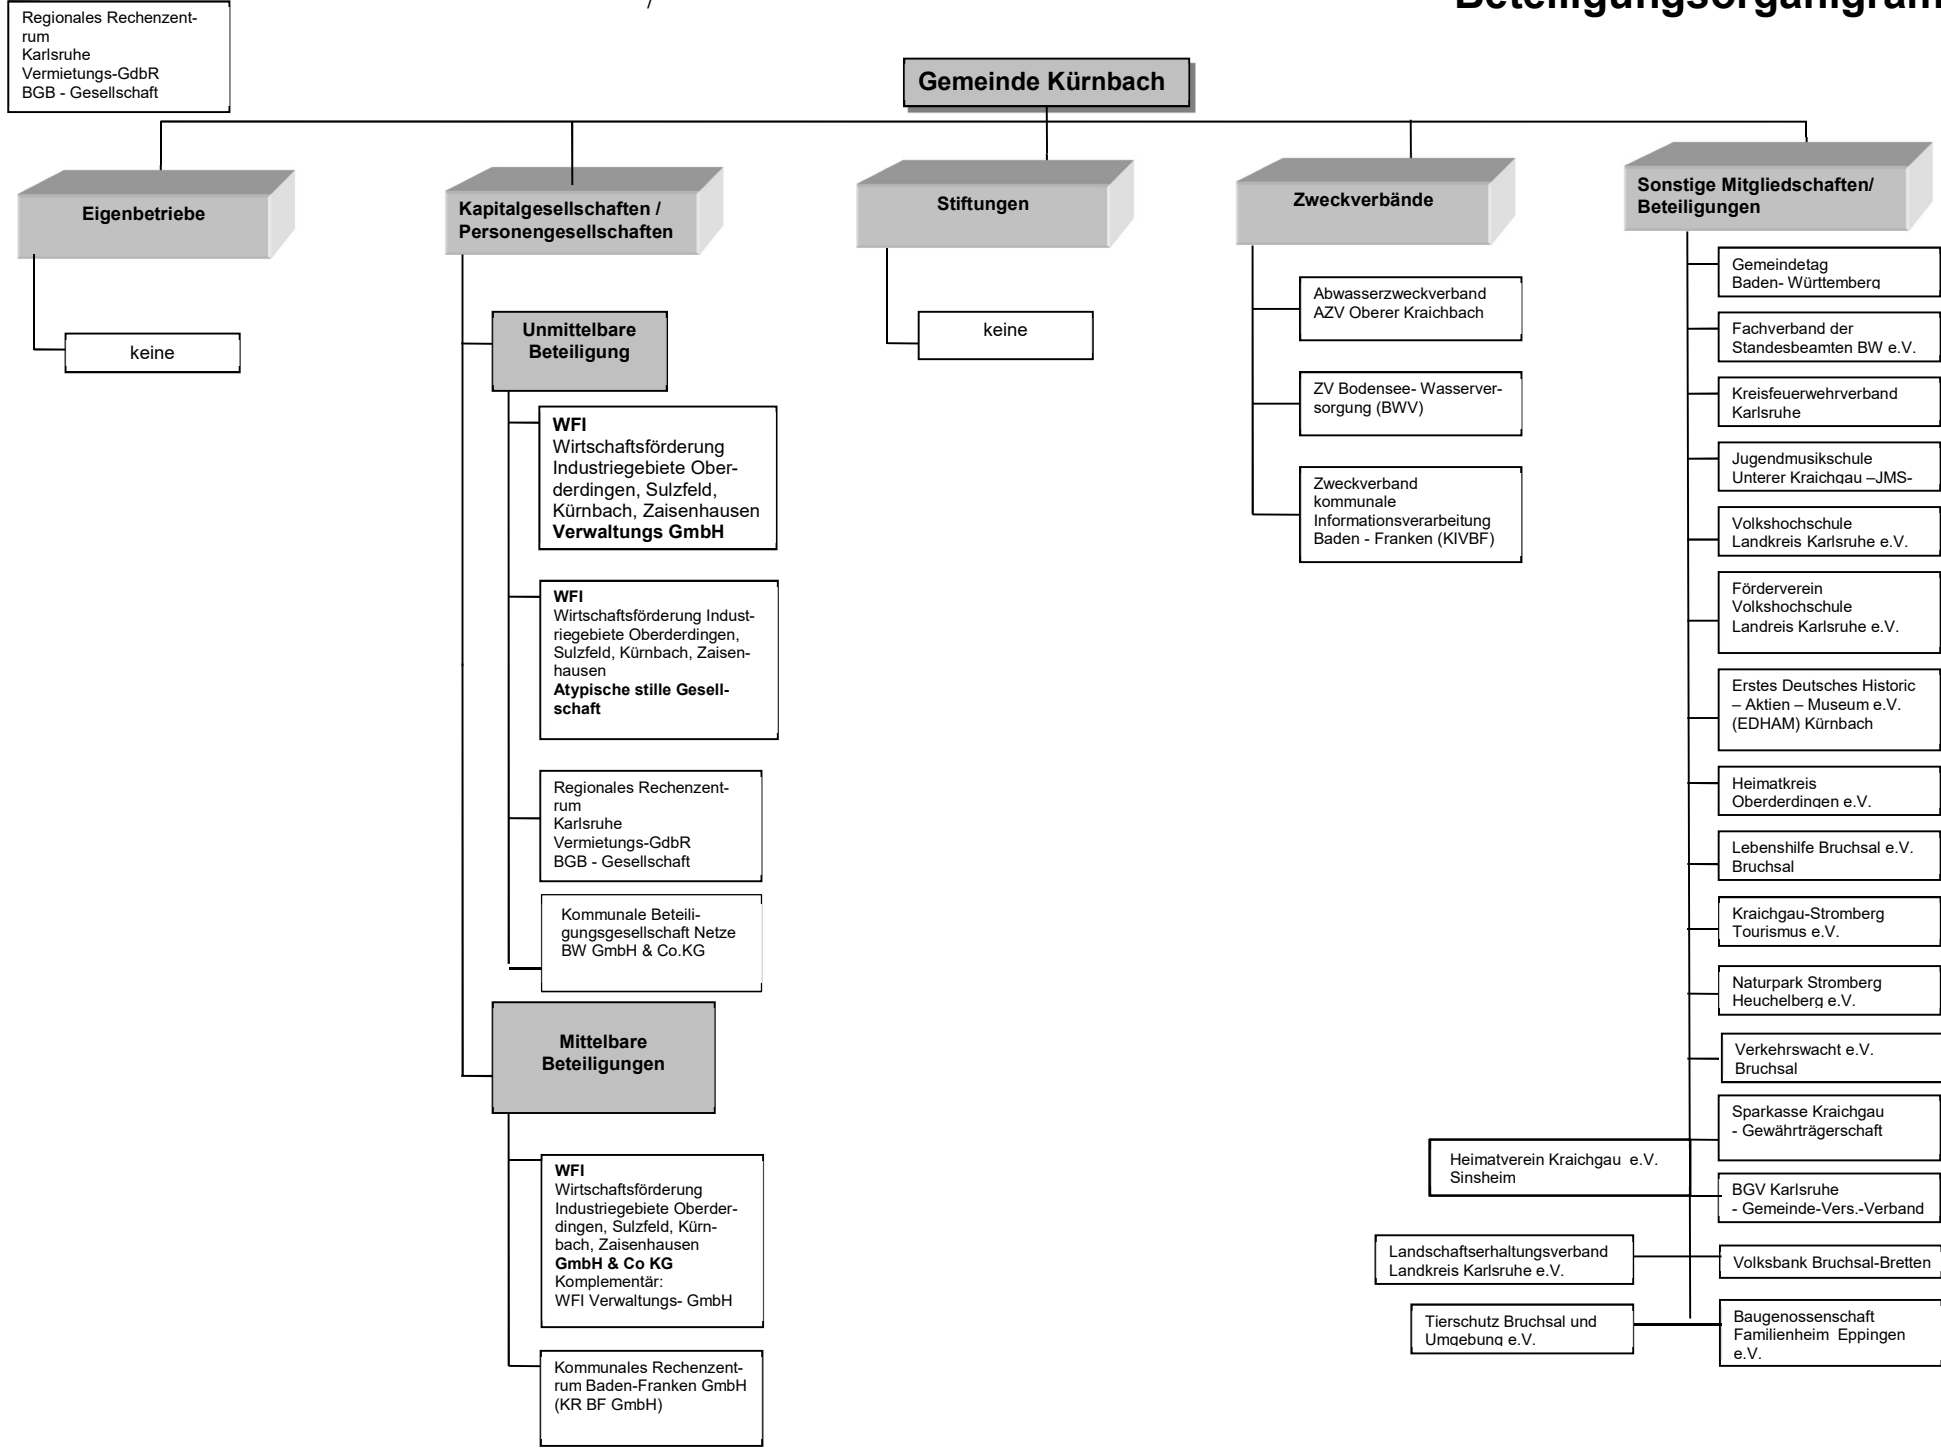 Beteiligungsorganigramm
Regionales Rechenzent-
rum
Karlsruhe
Vermietungs-GdbR
BGB - Gesellschaft
Gemeinde Kürnbach
Eigenbetriebe
keine
Kapitalgesellschaften /
Personengesellschaften
Unmittelbare
Beteiligung
WFI
Wirtschaftsförderung
Industriegebiete Ober-
derdingen, Sulzfeld,
Kürnbach, Zaisenhausen
Verwaltungs GmbH
WFI
Wirtschaftsförderung Indust-
riegebiete Oberderdingen,
Sulzfeld, Kürnbach, Zaisen-
hausen
Atypische stille Gesell-
schaft
Regionales Rechenzent-
rum
Karlsruhe
Vermietungs-GdbR
BGB - Gesellschaft
Kommunale Beteili-
gungsgesellschaft Netze
BW GmbH & Co.KG
Mittelbare
Beteiligungen
WFI
Wirtschaftsförderung
Industriegebiete Oberder-
dingen, Sulzfeld, Kürn-
bach, Zaisenhausen
GmbH & Co KG
Komplementär:
WFI Verwaltungs- GmbH
Kommunales Rechenzent-
rum Baden-Franken GmbH
(KR BF GmbH)
Stiftungen
keine
Zweckverbände
Abwasserzweckverband
AZV Oberer Kraichbach
ZV Bodensee- Wasserver-
sorgung (BWV)
Zweckverband
kommunale
Informationsverarbeitung
Baden - Franken (KIVBF)
Sonstige Mitgliedschaften/
Beteiligungen
Gemeindetag
Baden- Württemberg
Fachverband der
Standesbeamten BW e.V.
Kreisfeuerwehrverband
Karlsruhe
Jugendmusikschule
Unterer Kraichgau –JMS-
Volkshochschule
Landkreis Karlsruhe e.V.
Förderverein
Volkshochschule
Landreis Karlsruhe e.V.
Erstes Deutsches Historic
– Aktien – Museum e.V.
(EDHAM) Kürnbach
Heimatkreis
Oberderdingen e.V.
Lebenshilfe Bruchsal e.V.
Bruchsal
Kraichgau-Stromberg
Tourismus e.V.
Naturpark Stromberg
Heuchelberg e.V.
Verkehrswacht e.V.
Bruchsal
Sparkasse Kraichgau
- Gewährträgerschaft
Heimatverein Kraichgau e.V.
Sinsheim
BGV Karlsruhe
- Gemeinde-Vers.-Verband
Landschaftserhaltungsverband
Landkreis Karlsruhe e.V.
Volksbank Bruchsal-Bretten
Tierschutz Bruchsal und
Umgebung e.V.
Baugenossenschaft
Familienheim Eppingen
e.V.